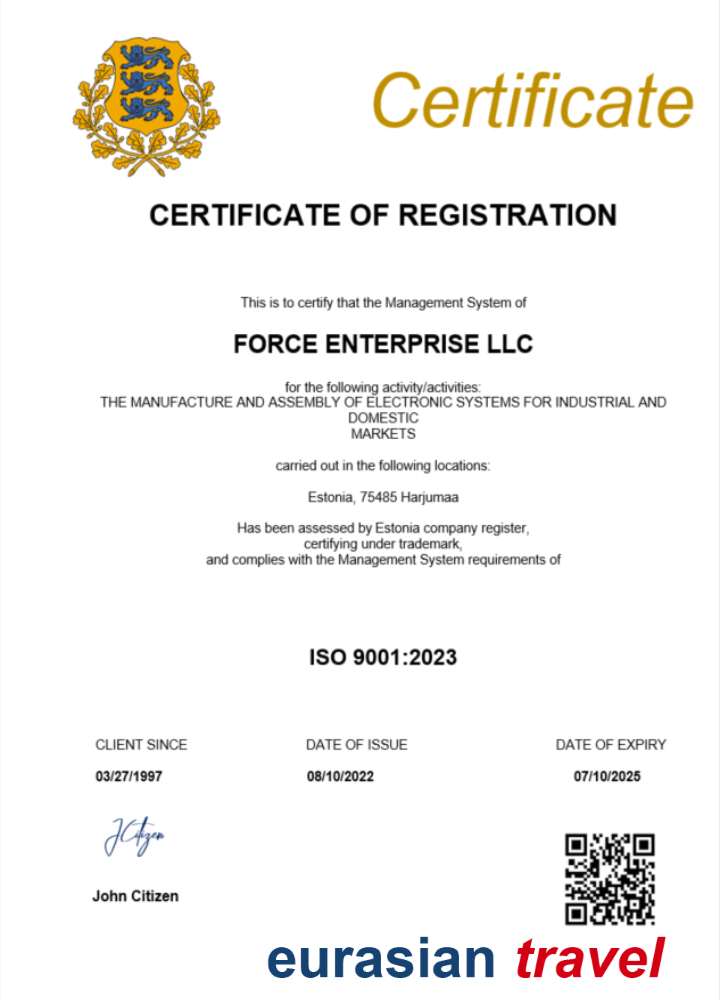 Certificate
CERTIFICATE OF REGISTRATION
This is to certify that the Management System of
FORCE ENTERPRISE LLC
for the following activity/activities:
THE MANUFACTURE AND ASSEMBLY OF ELECTRONIC SYSTEMS FOR INDUSTRIAL AND
DOMESTIC
MARKETS
carried out in the following locations:
Estonia, 75485 Harjumaa
Has been assessed by Estonia company register,
certifying under trademark,
and complies with the Management System requirements of
ISO 9001:2023
CLIENT SINCE DATE OF ISSUE DATE OF EXPIRY
03/27/1997 08/10/2022 07/10/2025
JCitizen
John Citizen
eurasian travel